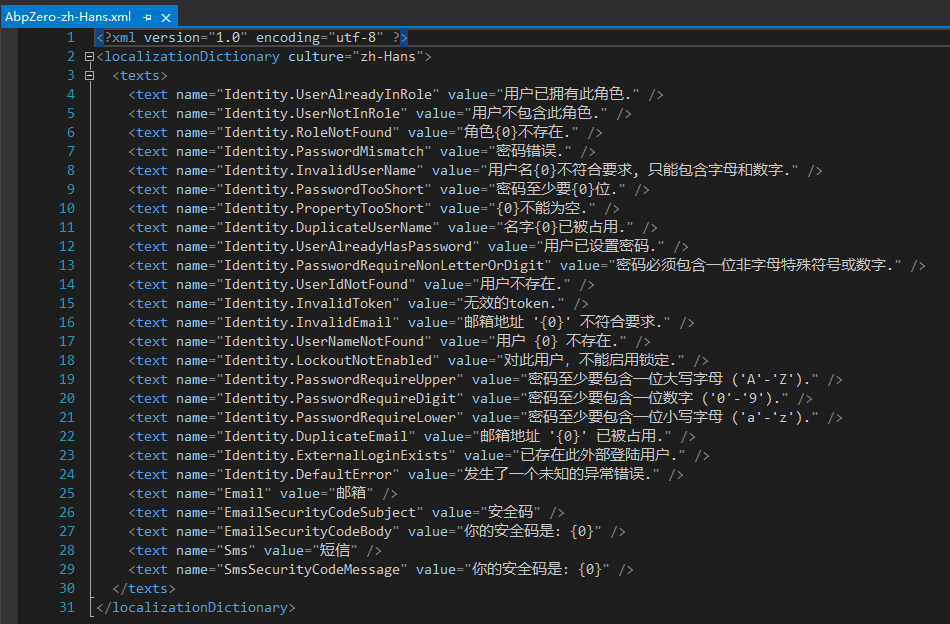 AbpZero-zh-Hans.xml
1 <?xml version="1.0" encoding="utf-8" ?>
2 <localizationDictionary culture="zh-Hans">
3 <texts>
4 <text name="Identity.UserAlreadyInRole" value="用户已拥有此角色." />
5 <text name="Identity.UserNotInRole" value="用户不包含此角色." />
6 <text name="Identity.RoleNotFound" value="角色{0}不存在." />
7 <text name="Identity.PasswordMismatch" value="密码错误." />
8 <text name="Identity.InvalidUserName" value="用户名{0}不符合要求, 只能包含字母和数字." />
9 <text name="Identity.PasswordTooShort" value="密码至少要{0}位." />
10 <text name="Identity.PropertyTooShort" value="{0}不能为空." />
11 <text name="Identity.DuplicateUserName" value="名字{0}已被占用." />
12 <text name="Identity.UserAlreadyHasPassword" value="用户已设置密码." />
13 <text name="Identity.PasswordRequireNonLetterOrDigit" value="密码必须包含一位非字母特殊符号或数字." />
14 <text name="Identity.UserIdNotFound" value="用户不存在." />
15 <text name="Identity.InvalidToken" value="无效的token." />
16 <text name="Identity.InvalidEmail" value="邮箱地址 '{0}' 不符合要求." />
17 <text name="Identity.UserNameNotFound" value="用户 {0} 不存在." />
18 <text name="Identity.LockoutNotEnabled" value="对此用户, 不能启用锁定." />
19 <text name="Identity.PasswordRequireUpper" value="密码至少要包含一位大写字母 ('A'-'Z')." />
20 <text name="Identity.PasswordRequireDigit" value="密码至少要包含一位数字 ('0'-'9')." />
21 <text name="Identity.PasswordRequireLower" value="密码至少要包含一位小写字母 ('a'-'z')." />
22 <text name="Identity.DuplicateEmail" value="邮箱地址 '{0}' 已被占用." />
23 <text name="Identity.ExternalLoginExists" value="已存在此外部登陆用户." />
24 <text name="Identity.DefaultError" value="发生了一个未知的异常错误." />
25 <text name="Email" value="邮箱" />
26 <text name="EmailSecurityCodeSubject" value="安全码" />
27 <text name="EmailSecurityCodeBody" value="你的安全码是: {0}" />
28 <text name="Sms" value="短信" />
29 <text name="SmsSecurityCodeMessage" value="你的安全码是: {0}" />
30 </texts>
31 </localizationDictionary>